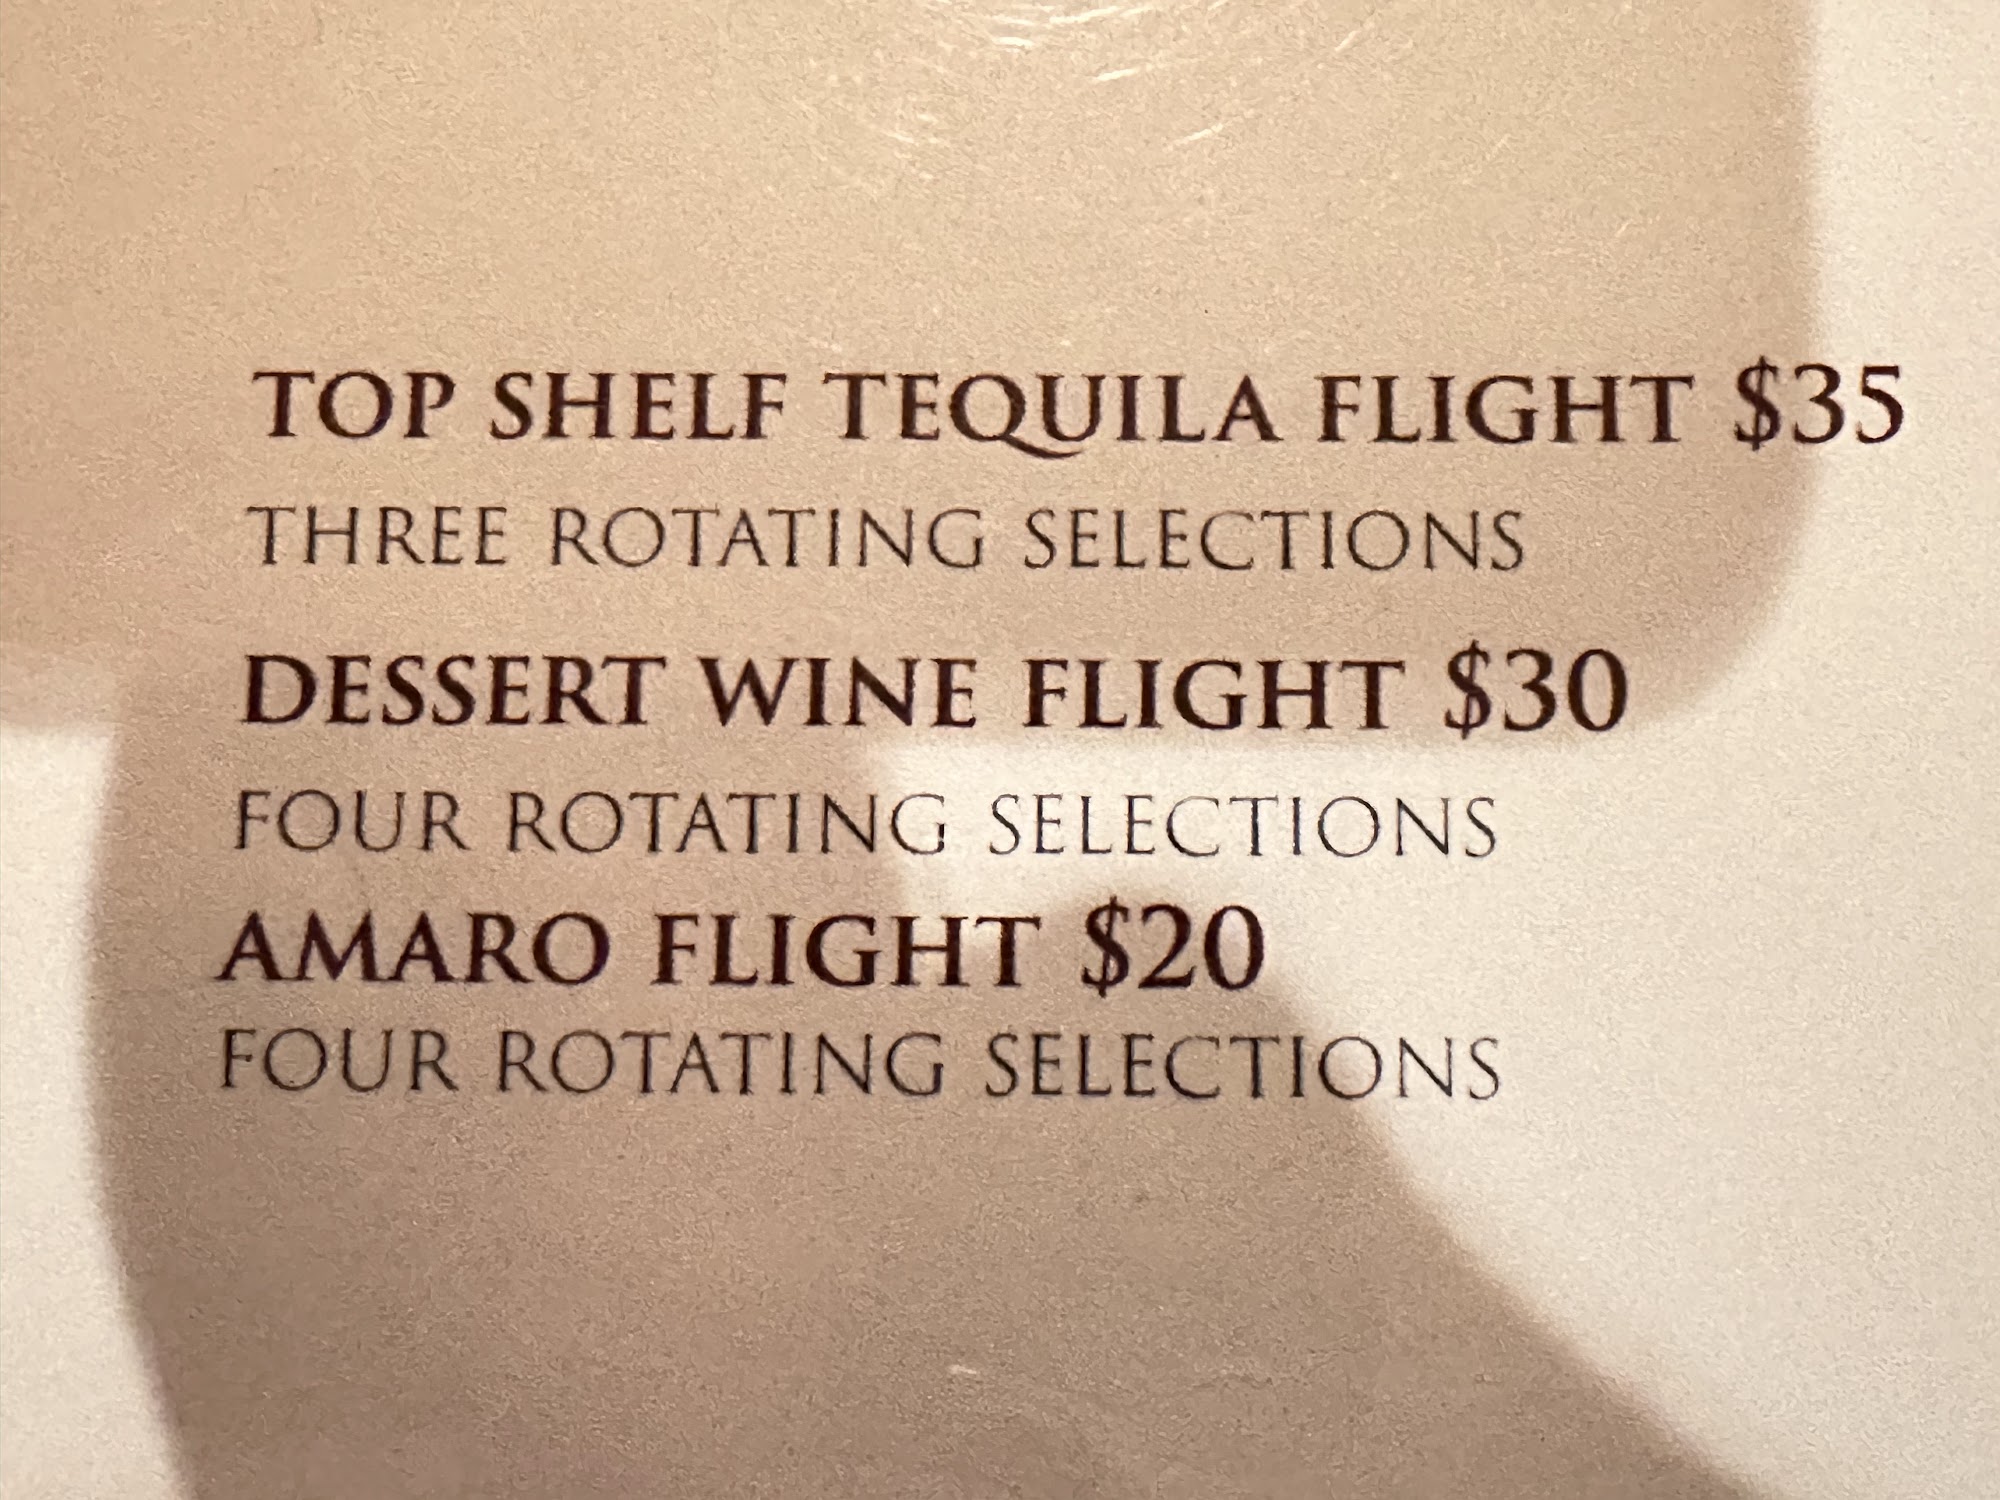 TOP SHELF TEQUILA FLIGHT $35
THREE ROTATING SELECTIONS
DESSERT WINE FLIGHT $30
FOUR ROTATING SELECTIONS
AMARO FLIGHT $20
FOUR ROTATING SELECTIONS